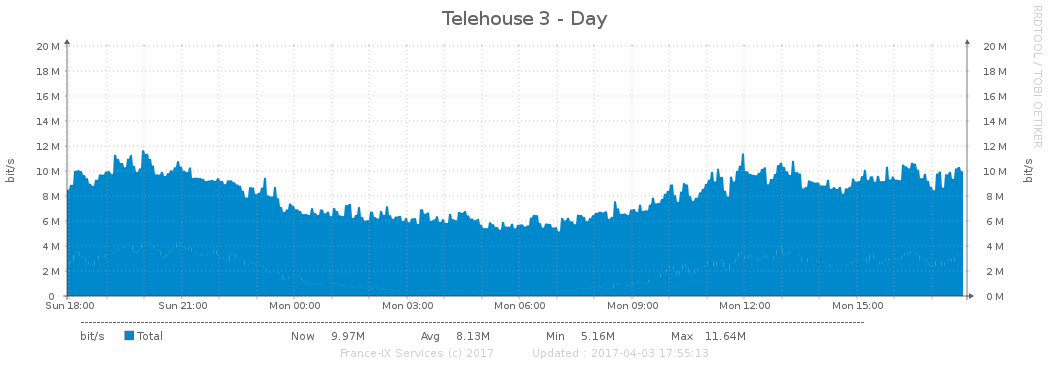 Telehouse 3 - Day
RRDTOOL / TOBI OETIKER
bit/s
bit/s
20 M 20 M
18 M 18 M
16 M 16 M
14 M 14 M
12 M 12 M
10 M 10 M
8 M 8 M
6 M 6 M
4 M 4 M
2 M 2 M
0 0 M
Sun 18:00 Sun 21:00 Mon 00:00 Mon 03:00 Mon 06:00 Mon 09:00 Mon 12:00 Mon 15:00
bit/s Total Now 9.97M Avg 8.13M Min 5.16M Max 11.64M
France-IX Services (c) 2017 Updated : 2017-04-03 17:55:13